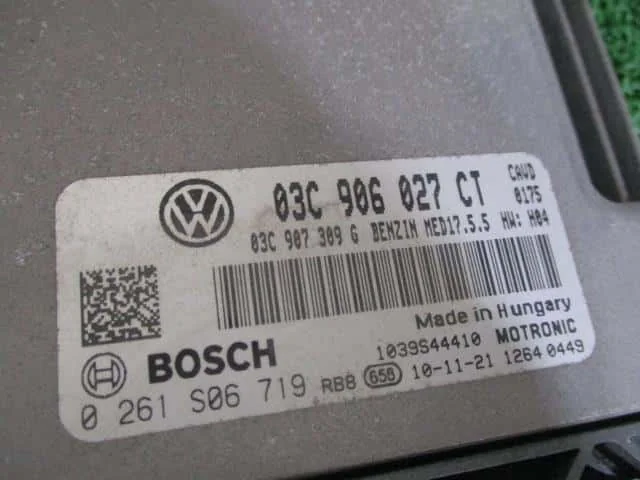 03C 906 027 CT CAVD
03C 907 309 G BENZIN MED17.5.5 HW: H04 0175
Made in Hungary
BOSCH 1039S44410 MOTRONIC
0 261 S06 719 RB8 656 10-11-21 1264 0449